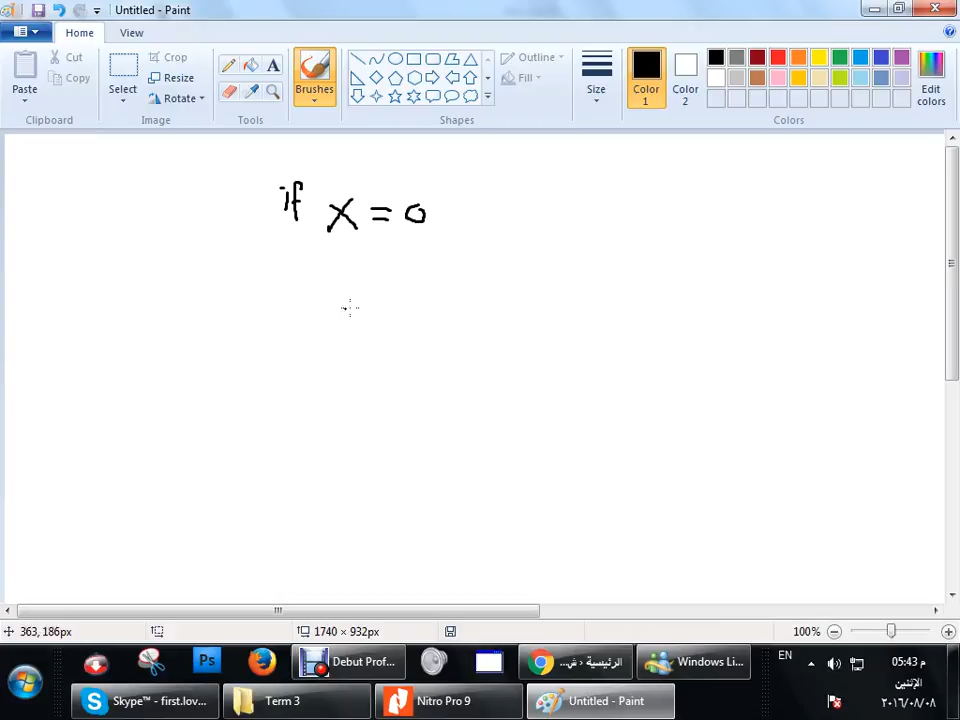 Untitled - Paint
Home
View
Paste
Cut
Copy
Clipboard
Select
Crop
Resize
Rotate
Image
A
Tools
Brushes
Outline
Fill
Shapes
Size
Color 1
Color 2
Edit colors
Colors
if x = 0
363, 186px
1740 × 932px
100%
Ps
Debut Prof...
الرئيسية ‹ ش...
Windows Li...
EN
05:43 م
الإثنين
٢٠١٦/٠٨/٠٨
Skype™ - first.lov...
Term 3
Nitro Pro 9
Untitled - Paint